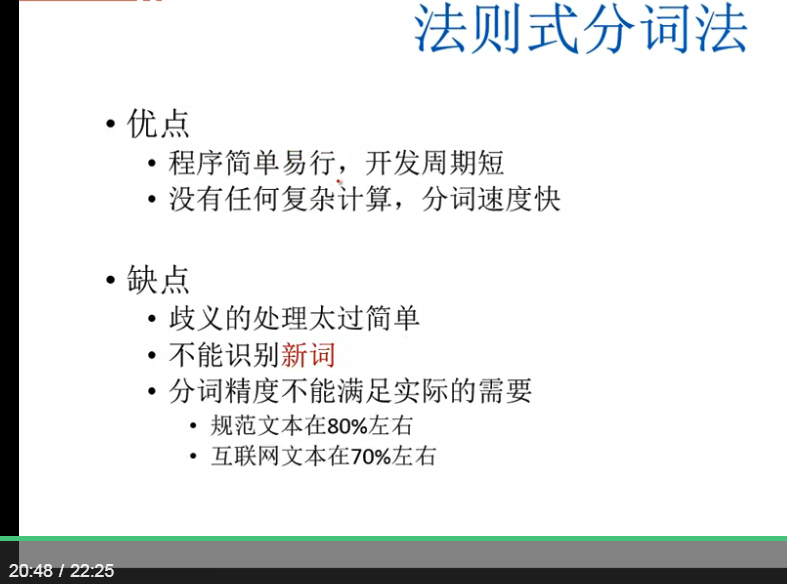 法则式分词法
• 优点
• 程序简单易行，开发周期短
• 没有任何复杂计算，分词速度快
• 缺点
• 歧义的处理太过简单
• 不能识别新词
• 分词精度不能满足实际的需要
• 规范文本在80%左右
• 互联网文本在70%左右
20:48 / 22:25